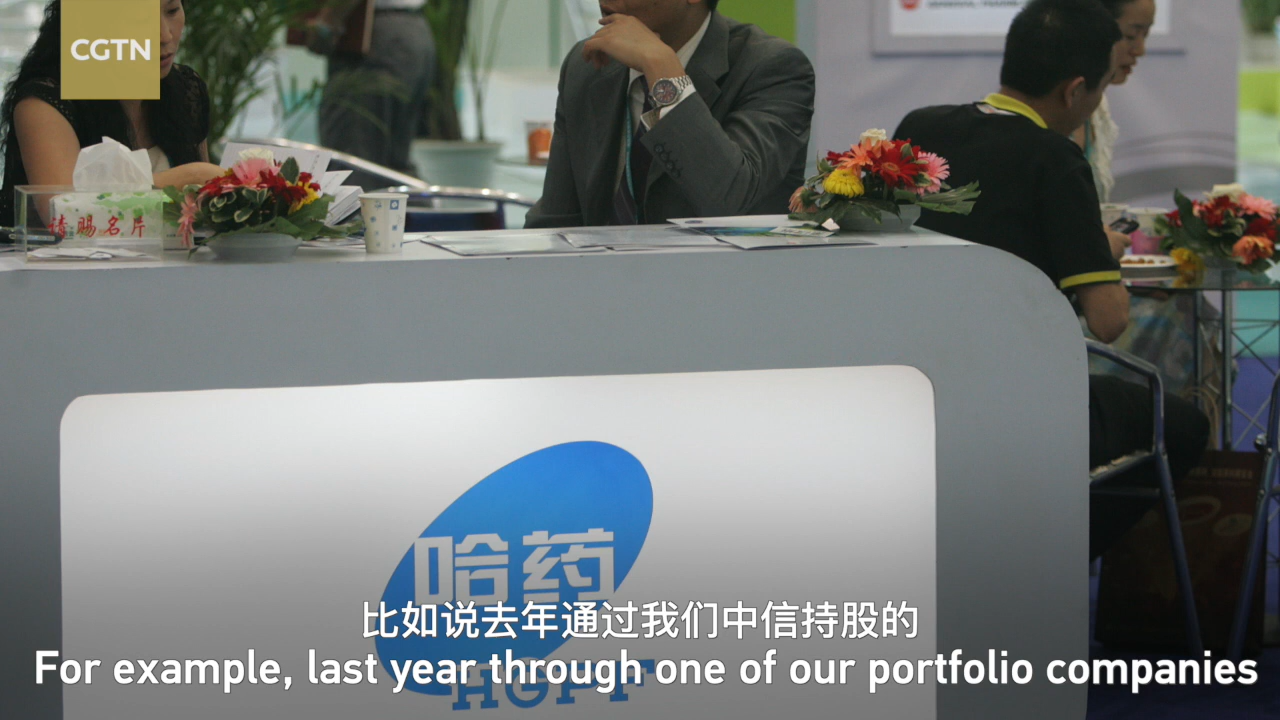 CGTN
请赐名片
哈药
比如说去年通过我们中信持股的
For example, last year through one of our portfolio companies
HGPF